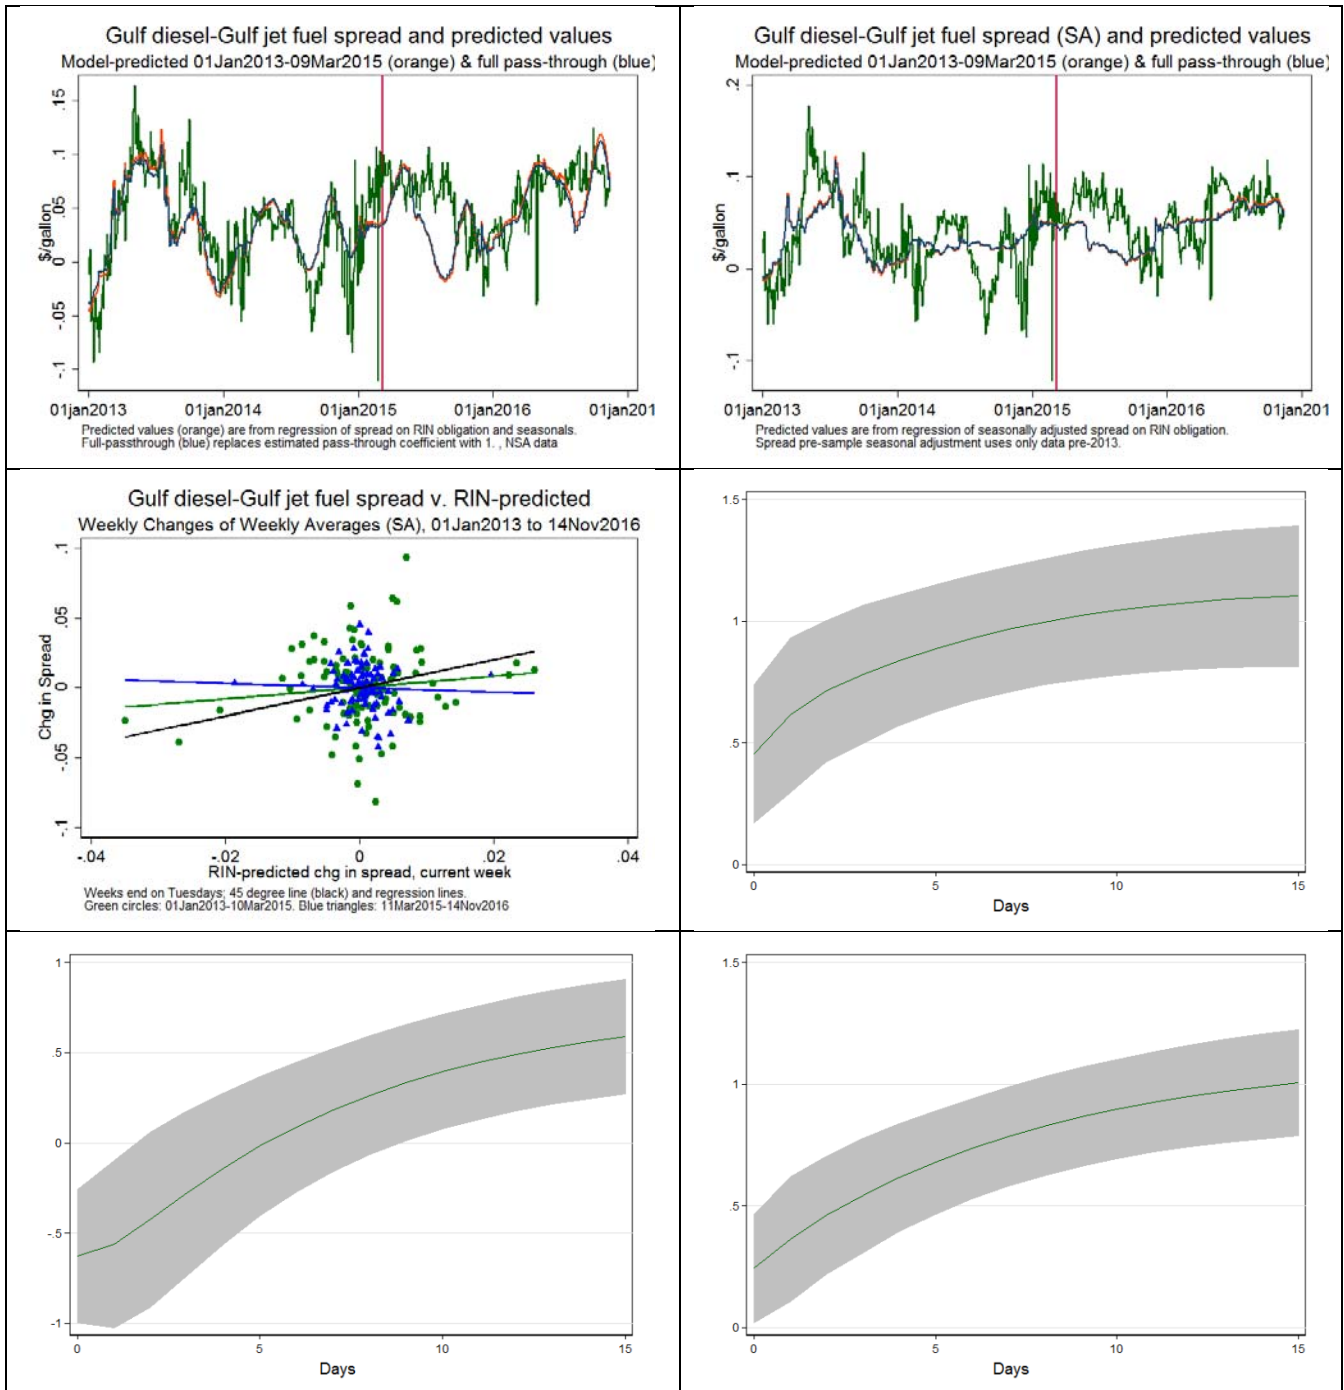 Gulf diesel-Gulf jet fuel spread and predicted values
Model-predicted 01Jan2013-09Mar2015 (orange) & full pass-through (blue)
.15
.1
.05
0
-.05
-.1
$/gallon
01jan2013
01jan2014
01jan2015
01jan2016
01jan201
Predicted values (orange) are from regression of spread on RIN obligation and seasonals.
Full-passthrough (blue) replaces estimated pass-through coefficient with 1. , NSA data
Gulf diesel-Gulf jet fuel spread (SA) and predicted values
Model-predicted 01Jan2013-09Mar2015 (orange) & full pass-through (blue)
.2
.1
0
-.1
$/gallon
01jan2013
01jan2014
01jan2015
01jan2016
01jan201
Predicted values are from regression of seasonally adjusted spread on RIN obligation.
Spread pre-sample seasonal adjustment uses only data pre-2013.
Gulf diesel-Gulf jet fuel spread v. RIN-predicted
Weekly Changes of Weekly Averages (SA), 01Jan2013 to 14Nov2016
.1
.05
0
-.05
-.1
Chg in Spread
-.04
-.02
0
.02
.04
RIN-predicted chg in spread, current week
Weeks end on Tuesdays; 45 degree line (black) and regression lines.
Green circles: 01Jan2013-10Mar2015. Blue triangles: 11Mar2015-14Nov2016
1.5
1
.5
0
0
5
10
15
Days
1
.5
0
-.5
-1
0
5
10
15
Days
1.5
1
.5
0
0
5
10
15
Days